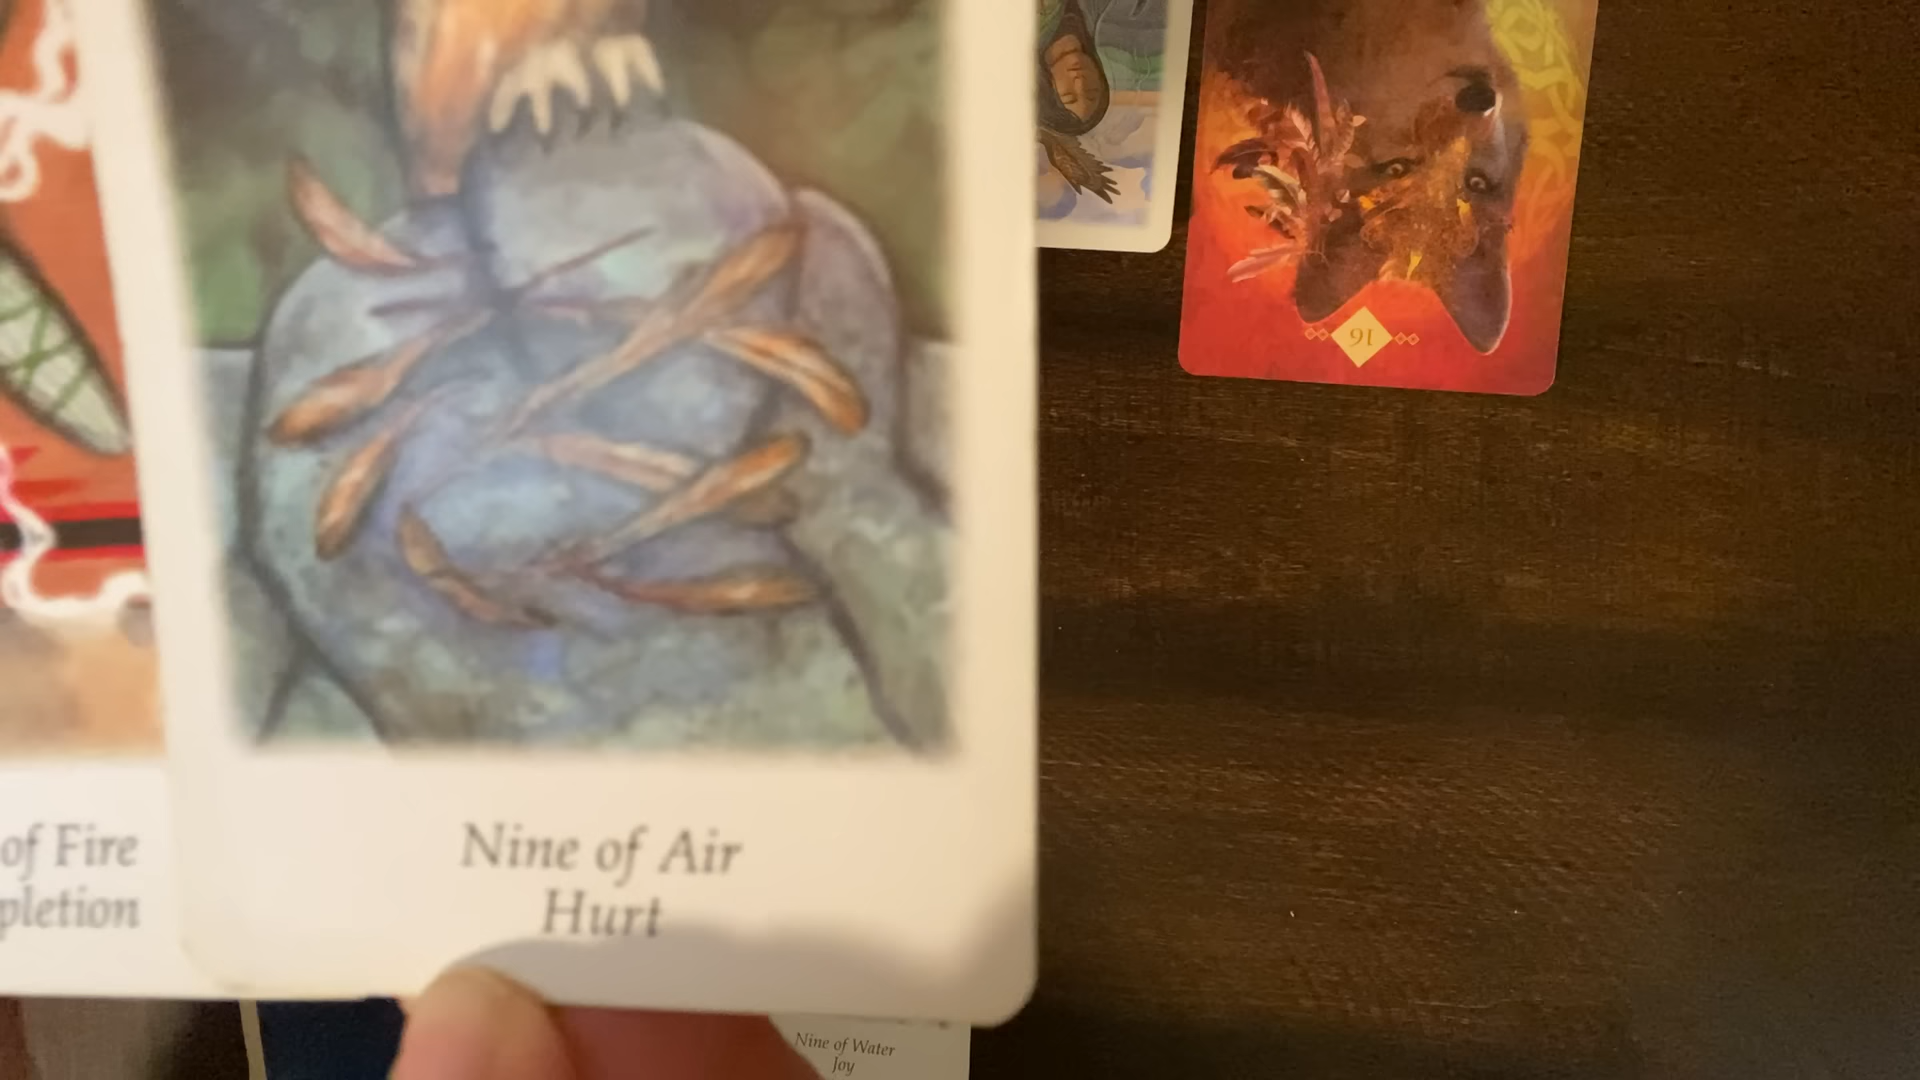 16
of Fire
pletion
Nine of Air
Hurt
Nine of Water
Joy